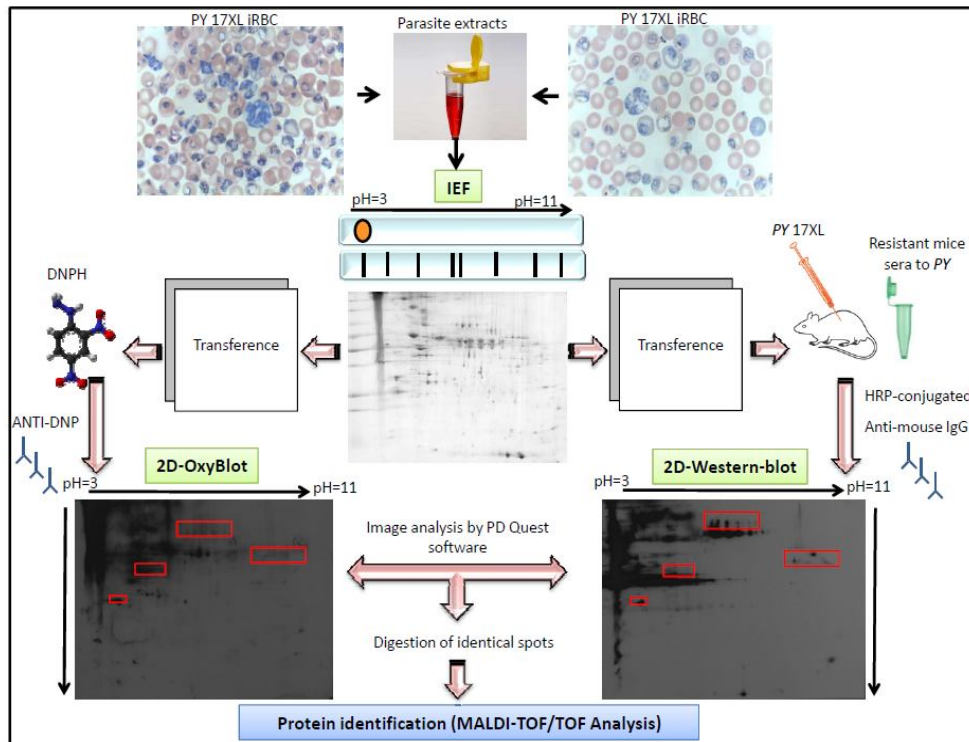 PY 17XL iRBC
Parasite extracts
PY 17XL iRBC
IEF
pH=3
pH=11
PY 17XL
Resistant mice
sera to PY
DNPH
Transference
Transference
ANTI-DNP
HRP-conjugated
Anti-mouse IgG
2D-OxyBlot
2D-Western-blot
pH=3
pH=11
pH=3
pH=11
Image analysis by PD Quest
software
Digestion of identical spots
Protein identification (MALDI-TOF/TOF Analysis)